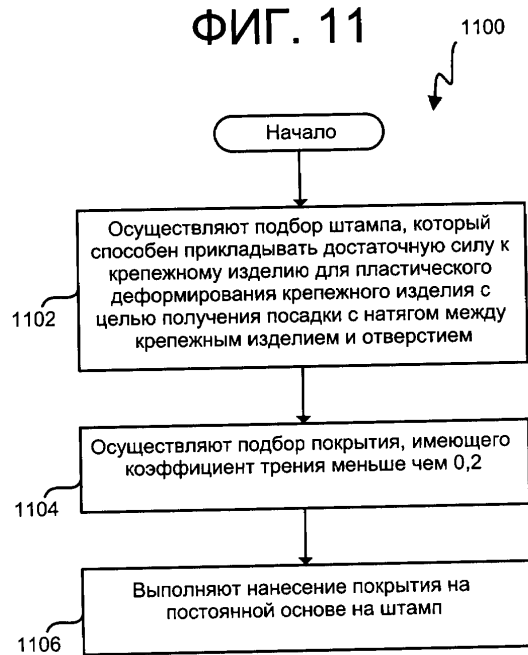 ФИГ. 11
1100
Начало
Осуществляют подбор штампа, который
способен прикладывать достаточную силу к
крепежному изделию для пластического
деформирования крепежного изделия с
целью получения посадки с натягом между
крепежным изделием и отверстием
1102
Осуществляют подбор покрытия, имеющего
коэффициент трения меньше чем 0,2
1104
Выполняют нанесение покрытия на
постоянной основе на штамп
1106